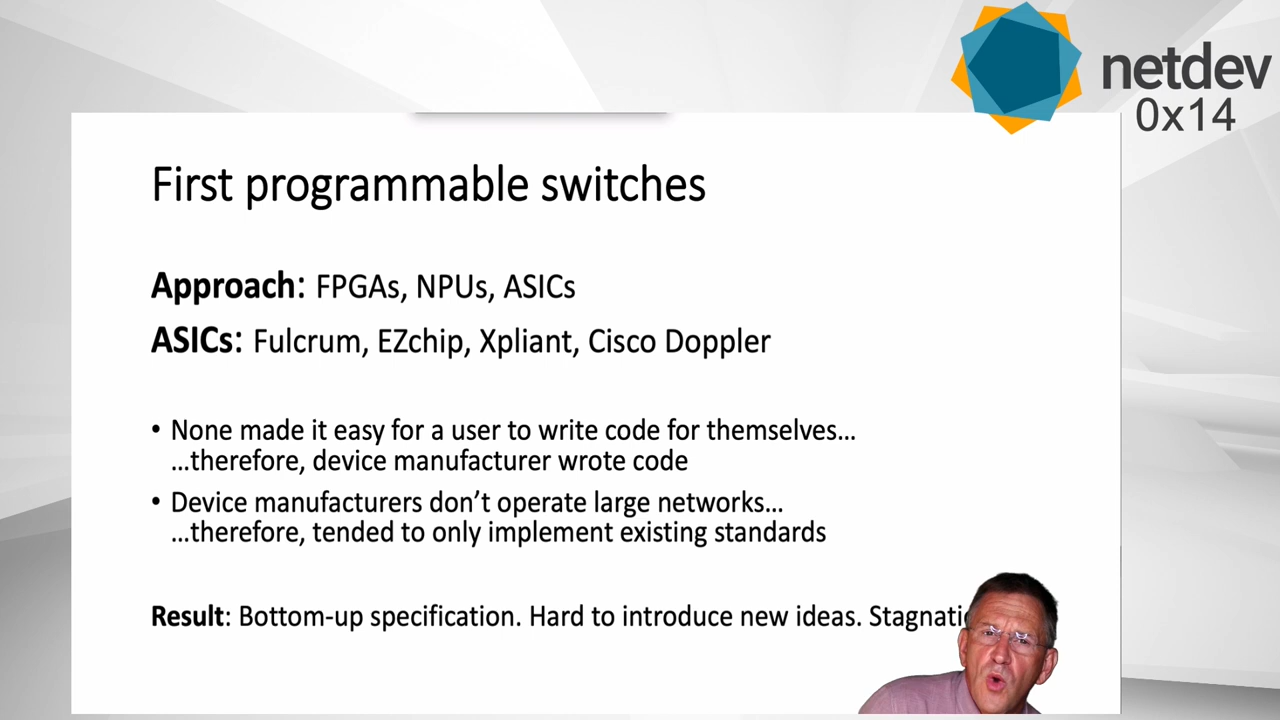 netdev
0x14
First programmable switches
Approach: FPGAs, NPUs, ASICs
ASICs: Fulcrum, EZchip, Xpliant, Cisco Doppler
• None made it easy for a user to write code for themselves…
…therefore, device manufacturer wrote code
• Device manufacturers don’t operate large networks…
…therefore, tended to only implement existing standards
Result: Bottom-up specification. Hard to introduce new ideas.